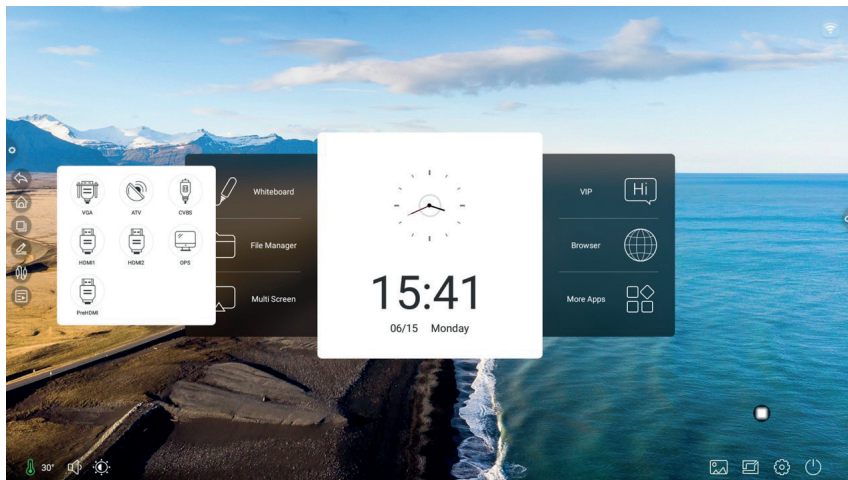 VGA
ATV
CVBS
HDMI1
HDMI2
OPS
PreHDMI
Whiteboard
File Manager
Multi Screen
15:41
06/15 Monday
VIP
Hi
Browser
More Apps
30°